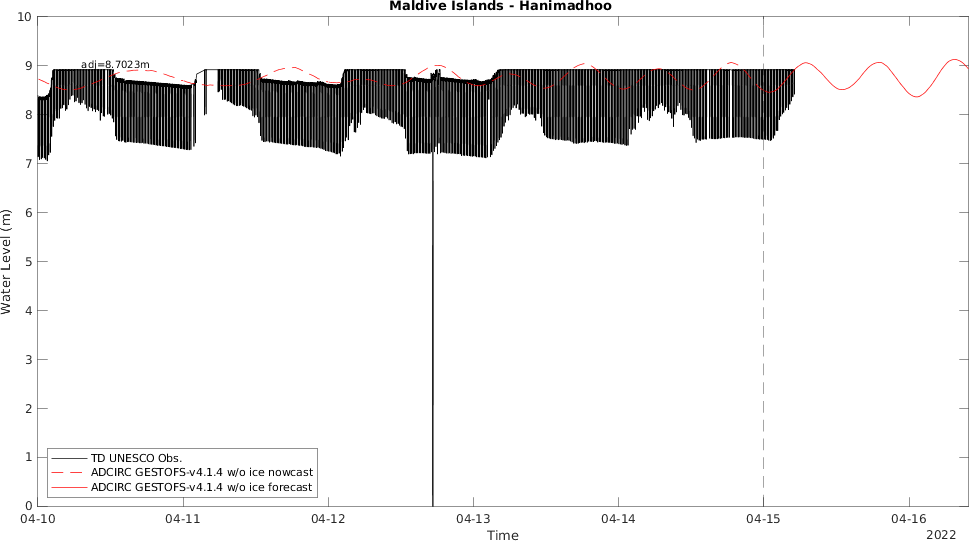 Maldive Islands - Hanimadhoo
10
9
8
7
6
5
4
3
2
1
0
Water Level (m)
adj=8.7023m
TD UNESCO Obs.
ADCIRC GESTOFS-v4.1.4 w/o ice nowcast
ADCIRC GESTOFS-v4.1.4 w/o ice forecast
04-10 04-11 04-12 04-13 04-14 04-15 04-16
Time
2022